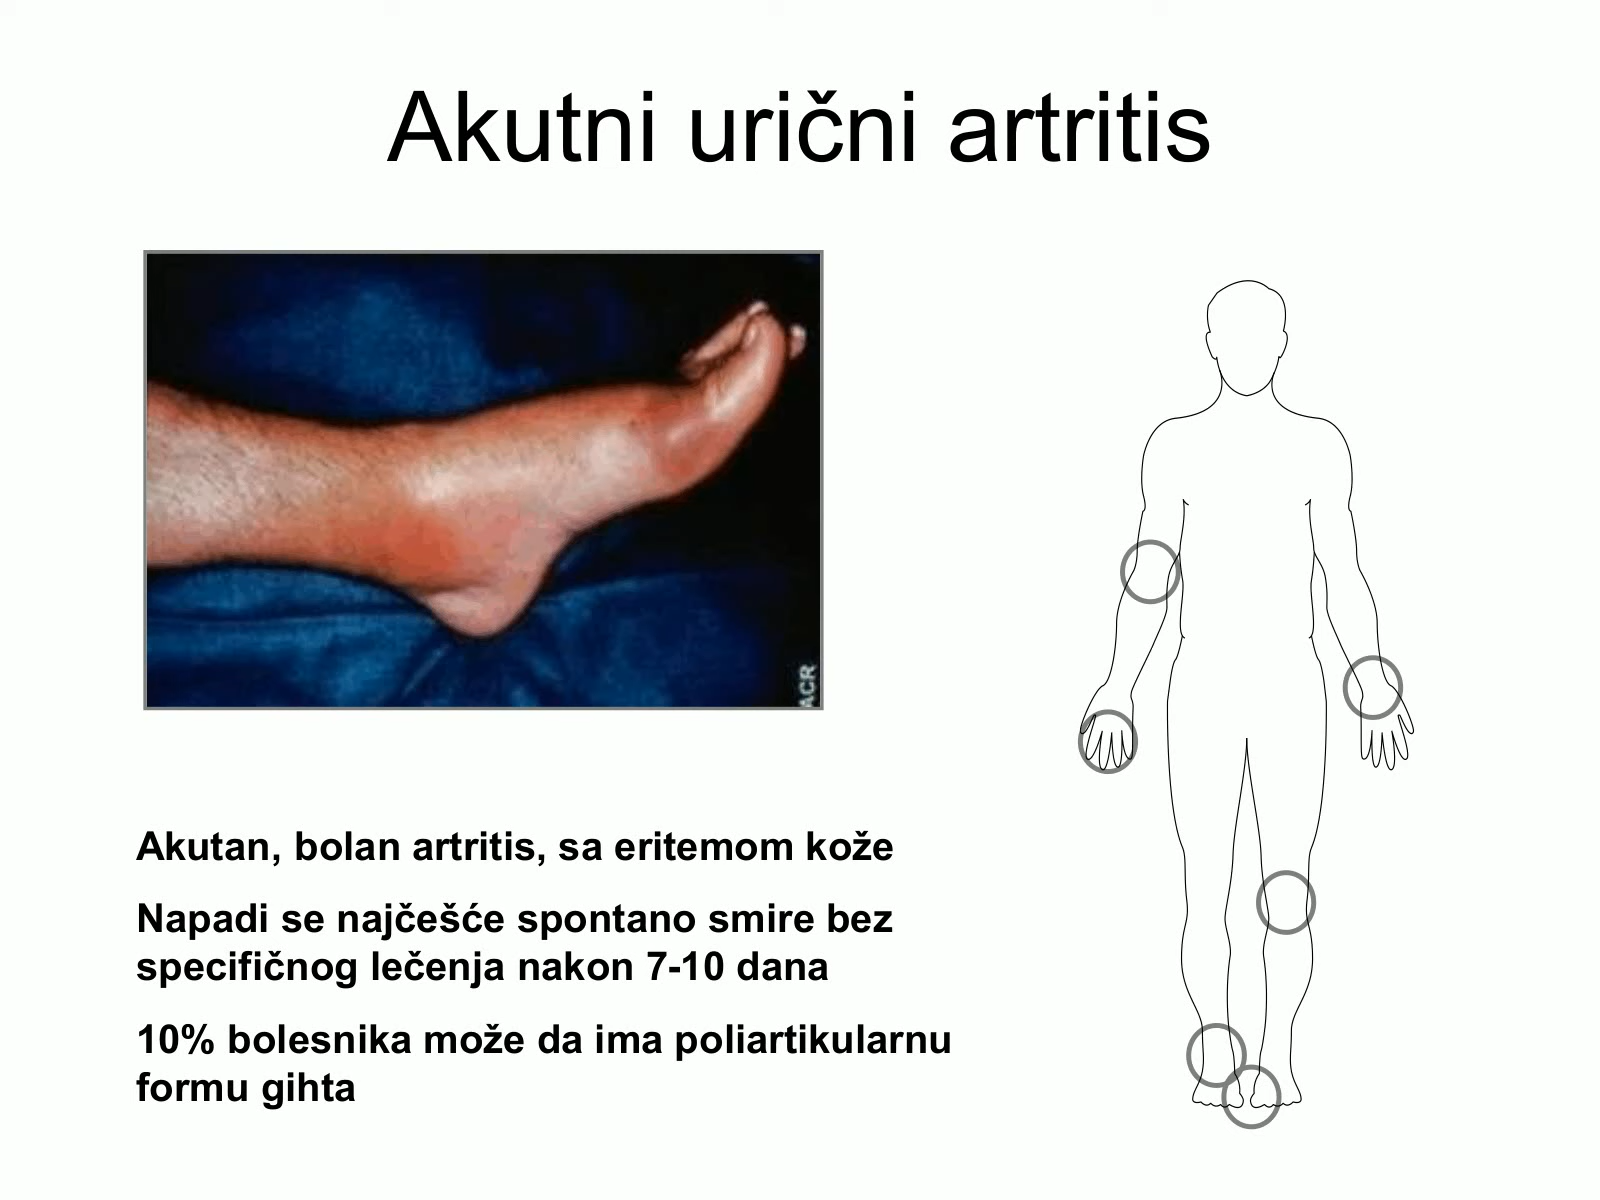 Akutni urični artritis
ACR
Akutan, bolan artritis, sa eritemom kože
Napadi se najčešće spontano smire bez
specifičnog lečenja nakon 7-10 dana
10% bolesnika može da ima poliartikularnu
formu gihta